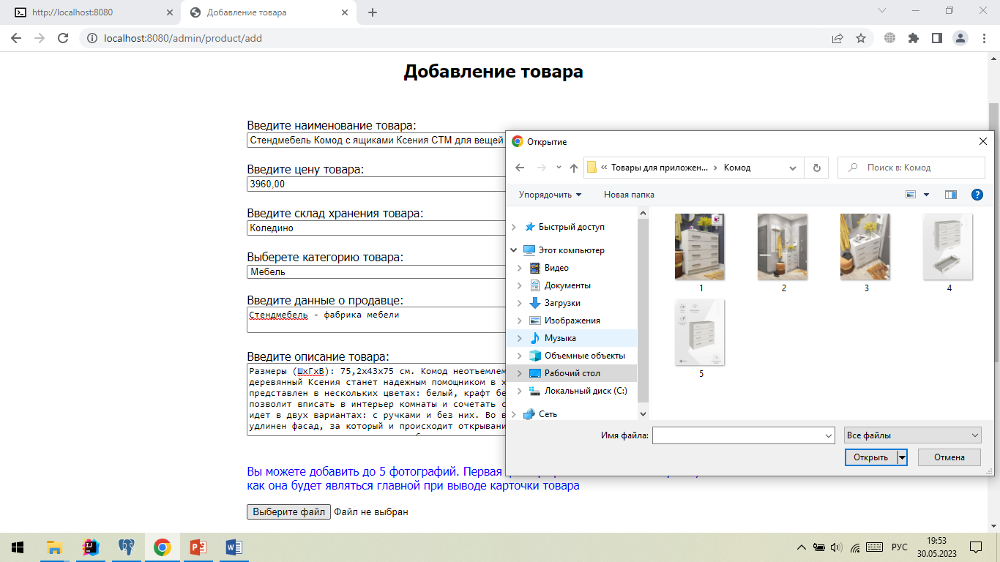 http://localhost:8080
Добавление товара
localhost:8080/admin/product/add
Добавление товара
Введите наименование товара:
Стендмебель Комод с ящиками Ксения СТМ для вещей
Введите цену товара:
3960,00
Введите склад хранения товара:
Коледино
Выберете категорию товара:
Мебель
Введите данные о продавце:
Стендмебель - фабрика мебели
Введите описание товара:
Размеры (ШхГхВ): 75,2х43х75 см. Комод неотъемлем
деревянный Ксения станет надежным помощником в х
представлен в нескольких цветах: белый, крафт бе
позволит вписать в интерьер комнаты и сочетать с
идет в двух вариантах: с ручками и без них. Во в
удлинен фасад, за который и происходит открывани
Вы можете добавить до 5 фотографий. Первая
как она будет являться главной при выводе карточки товара
Выберите файл Файл не выбран
Открытие
« Товары для приложен... › Комод
Поиск в: Комод
Упорядочить
Новая папка
Быстрый доступ
Этот компьютер
Видео
Документы
Загрузки
Изображения
Музыка
Объемные объекты
Рабочий стол
Локальный диск (C:)
Сеть
1
2
3
4
5
Имя файла:
Все файлы
Открыть
Отмена
РУС
19:53
30.05.2023